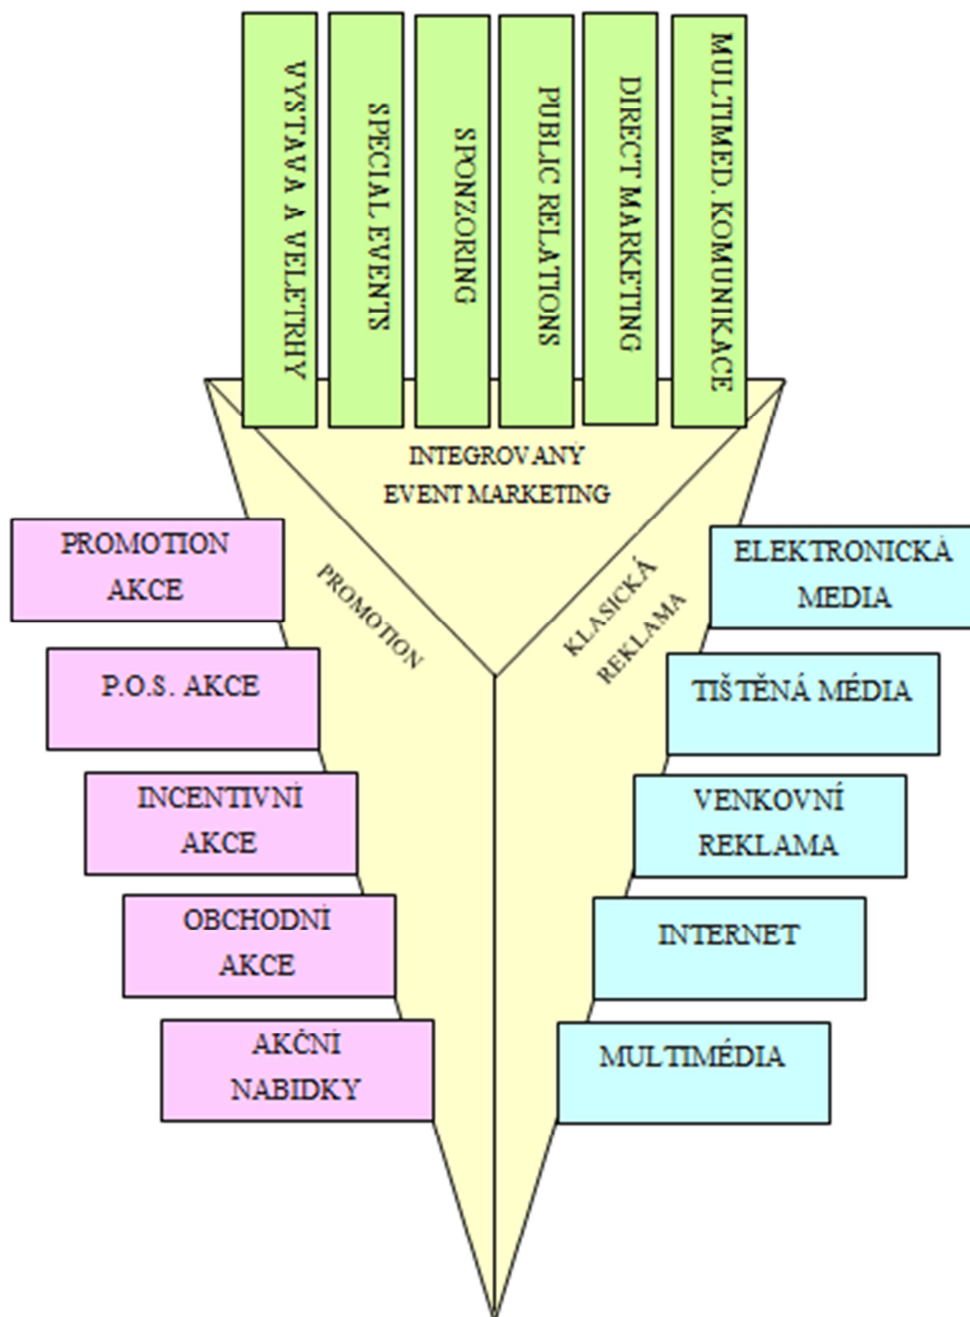 VYSTAVA A VELETRHY
SPECIAL EVENTS
SPONZORING
PUBLIC RELATIONS
DIRECT MARKETING
MULTIMED. KOMUNIKACE
INTEGROVANÝ
EVENT MARKETING
PROMOTION
KLASICKÁ
REKLAMA
PROMOTION
AKCE
P.O.S. AKCE
INCENTIVNÍ
AKCE
OBCHODNÍ
AKCE
AKČNÍ
NABIDKY
ELEKTRONICKÁ
MEDIA
TIŠTĚNÁ MÉDIA
VENKOVNÍ
REKLAMA
INTERNET
MULTIMÉDIA